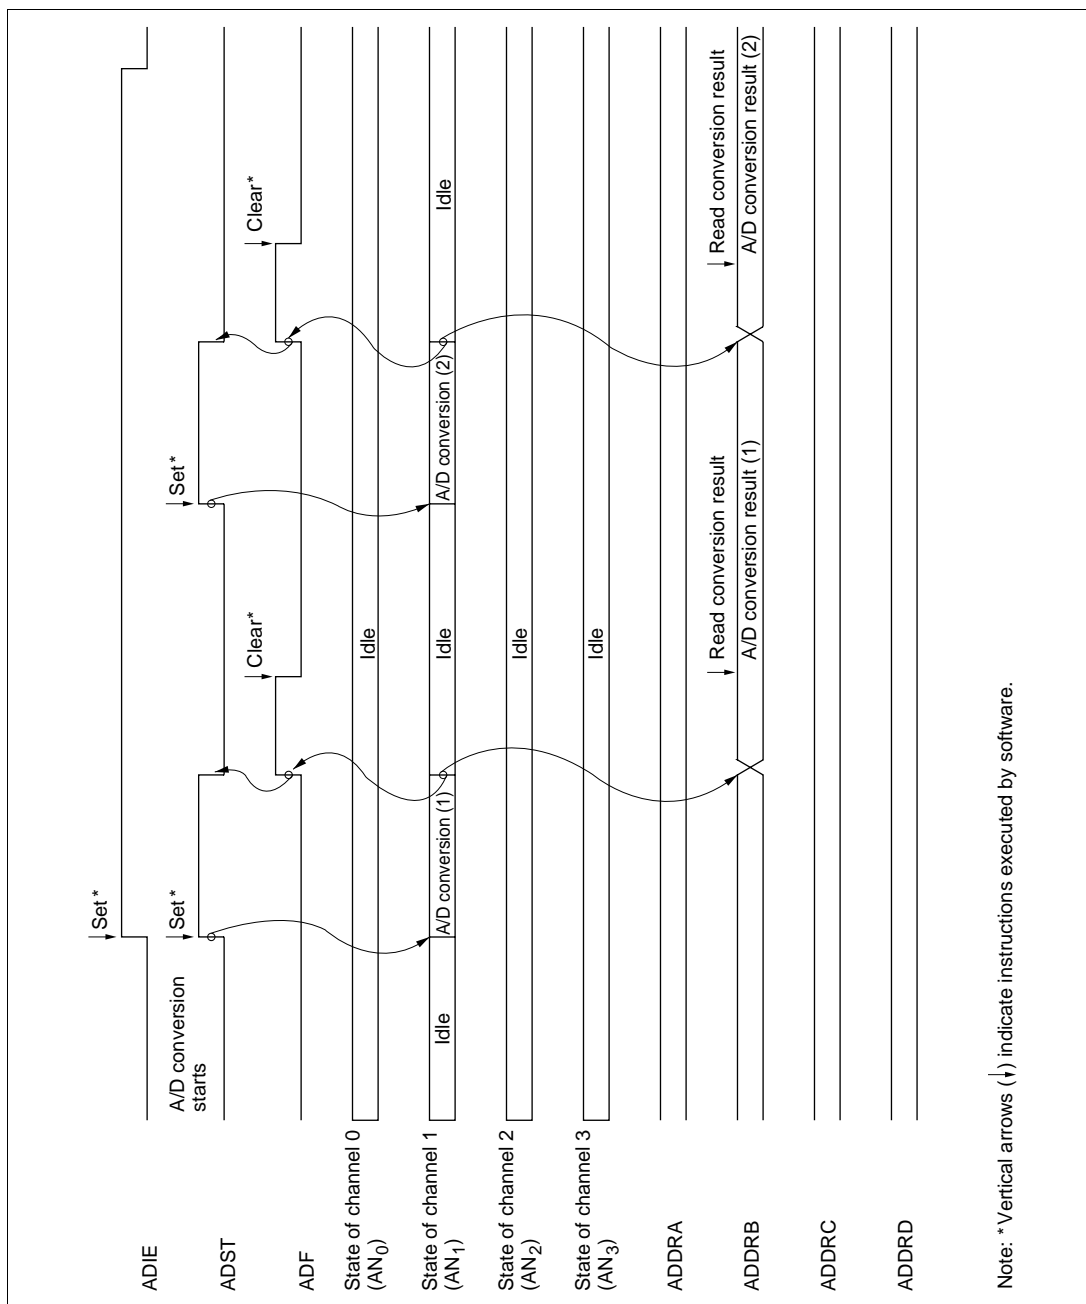 ADIE
Set *
A/D conversion
starts
ADST
Set *
Set *
ADF
Clear*
Clear*
State of channel 0
(AN0)
Idle
State of channel 1
(AN1)
Idle
A/D conversion (1)
Idle
A/D conversion (2)
Idle
State of channel 2
(AN2)
Idle
State of channel 3
(AN3)
Idle
ADDRA
ADDRB
Read conversion result
A/D conversion result (1)
Read conversion result
A/D conversion result (2)
ADDRC
ADDRD
Note: * Vertical arrows (↓) indicate instructions executed by software.